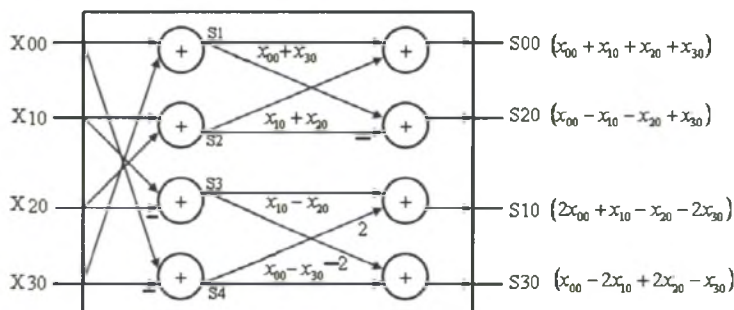 X00 + S1 x00+x30 + S00 (x00 + x10 + x20 + x30)
X10 + S2 x10 + x20 − + S20 (x00 − x10 − x20 + x30)
X20 − + S3 x10 − x20 2 + S10 (2x00 + x10 − x20 − 2x30)
X30 − + S4 x00 − x30 −2 + S30 (x00 − 2x10 + 2x20 − x30)